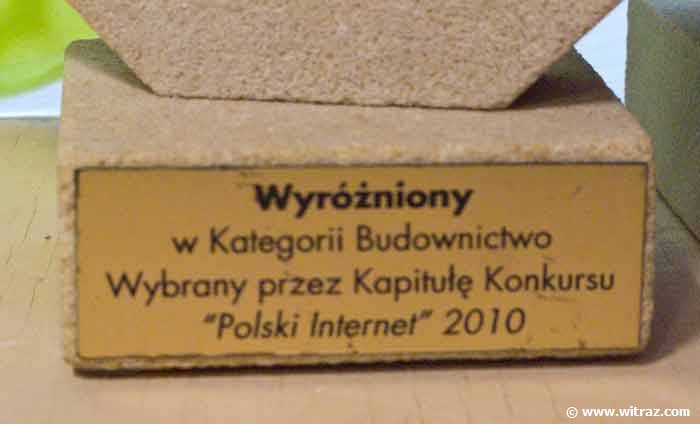 Wyróżniony
w Kategorii Budownictwo
Wybrany przez Kapitułę Konkursu
“Polski Internet” 2010
© www.witraz.com